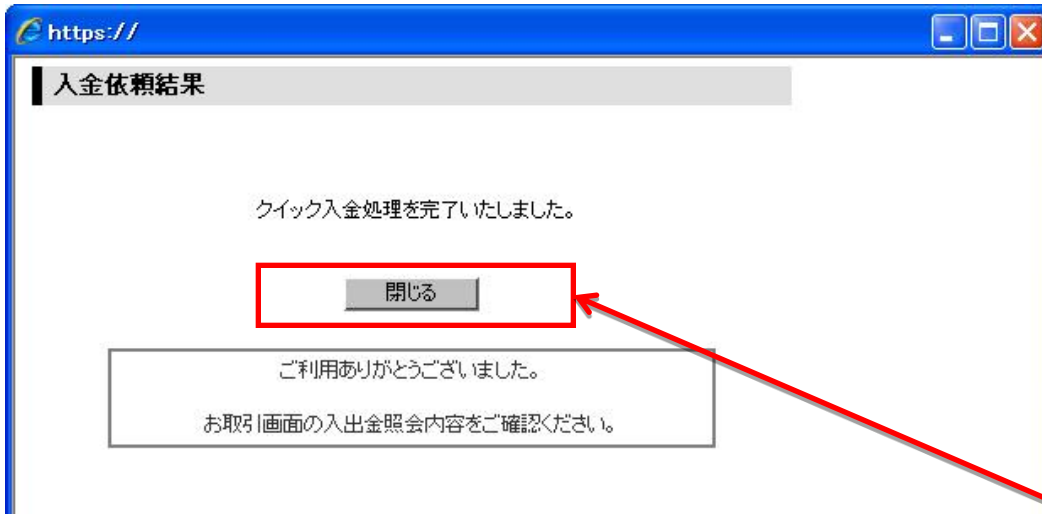 https://
入金依頼結果
クイック入金処理を完了いたしました。
閉じる
ご利用ありがとうございました。
お取引画面の入出金照会内容をご確認ください。